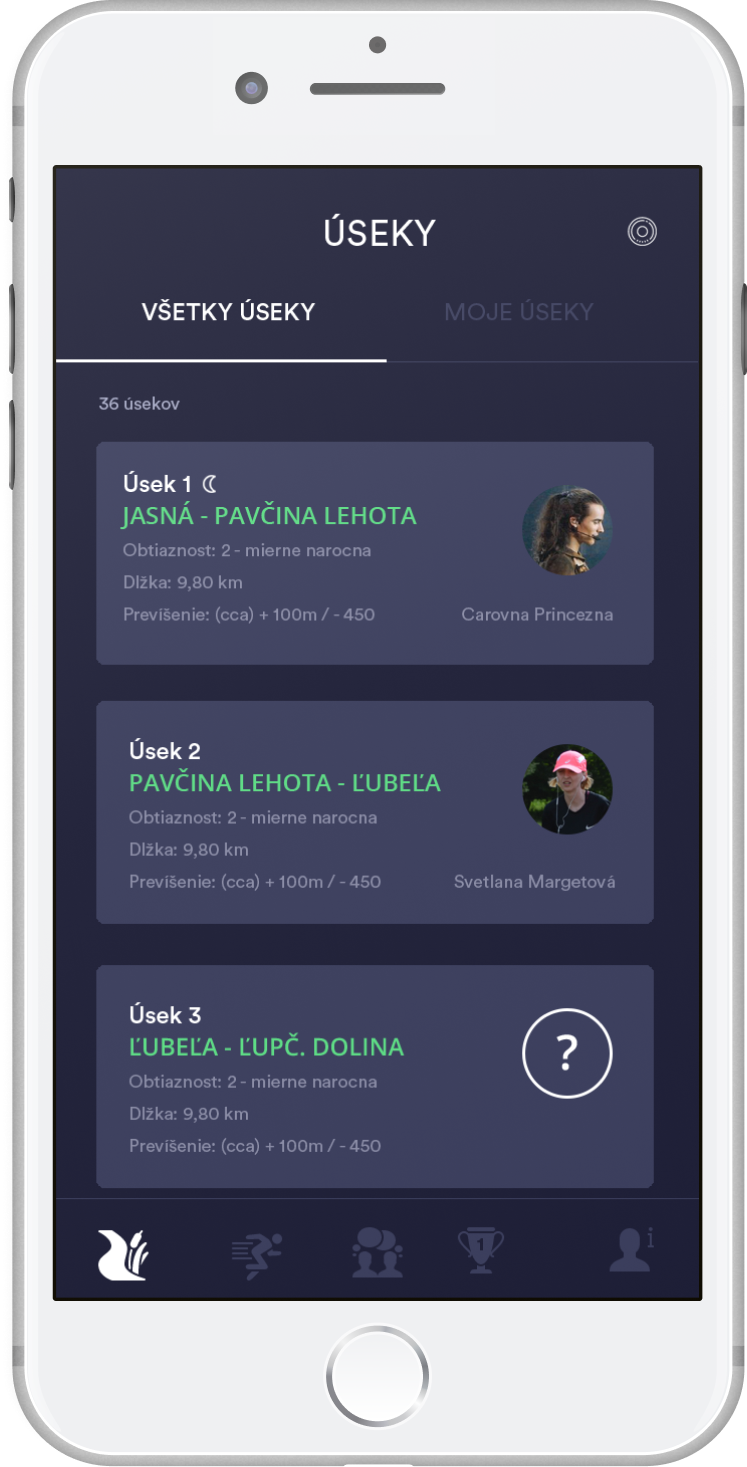 ÚSEKY
VŠETKY ÚSEKY
MOJE ÚSEKY
36 úsekov
Úsek 1
JASNÁ - PAVČINA LEHOTA
Obtiaznost: 2 - mierne narocna
Dlžka: 9,80 km
Prevíšenie: (cca) + 100m / - 450
Carovna Princezna
Úsek 2
PAVČINA LEHOTA - ĽUBEĽA
Obtiaznost: 2 - mierne narocna
Dlžka: 9,80 km
Prevíšenie: (cca) + 100m / - 450
Svetlana Margetová
Úsek 3
ĽUBEĽA - ĽUPČ. DOLINA
?
Obtiaznost: 2 - mierne narocna
Dlžka: 9,80 km
Prevíšenie: (cca) + 100m / - 450
1
i